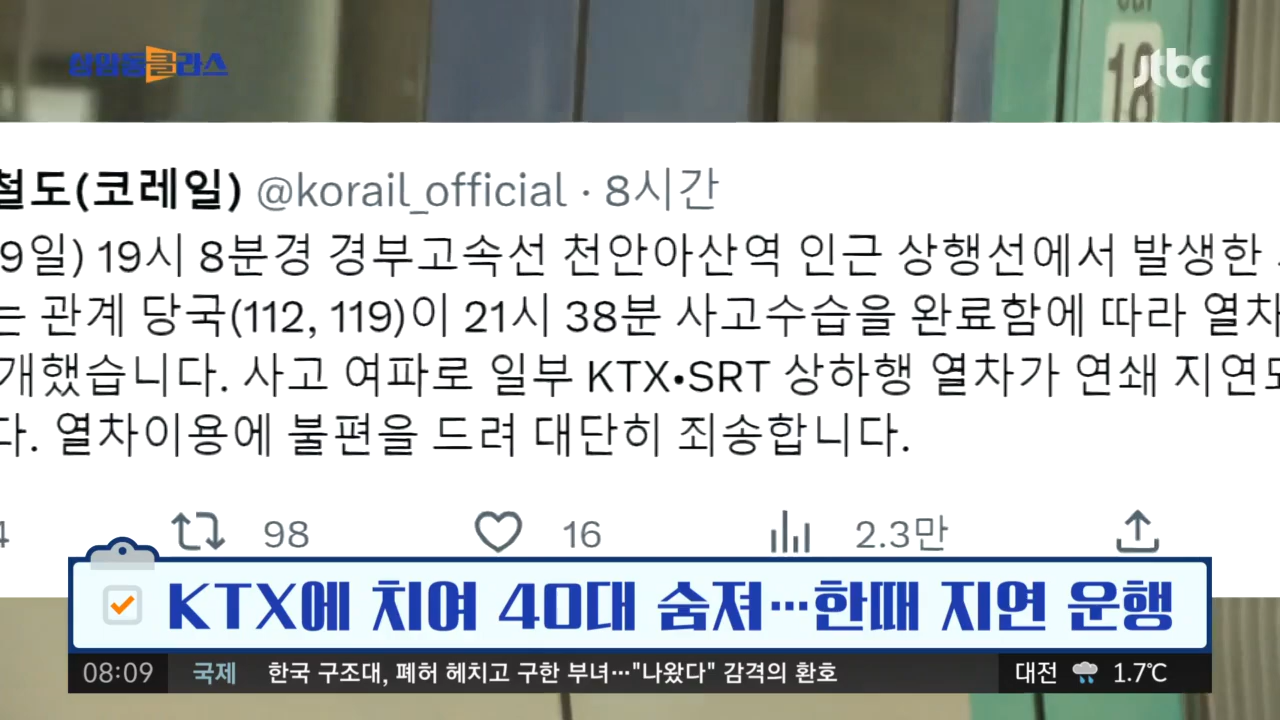 상암동클라스
jtbc
18
철도(코레일) @korail_official · 8시간
9일) 19시 8분경 경부고속선 천안아산역 인근 상행선에서 발생한
는 관계 당국(112, 119)이 21시 38분 사고수습을 완료함에 따라 열차
개했습니다. 사고 여파로 일부 KTX•SRT 상하행 열차가 연쇄 지연되
다. 열차이용에 불편을 드려 대단히 죄송합니다.
4 98 16 2.3만
KTX에 치여 40대 숨져…한때 지연 운행
08:09 국제 한국 구조대, 폐허 헤치고 구한 부녀…"나왔다" 감격의 환호 대전 1.7℃